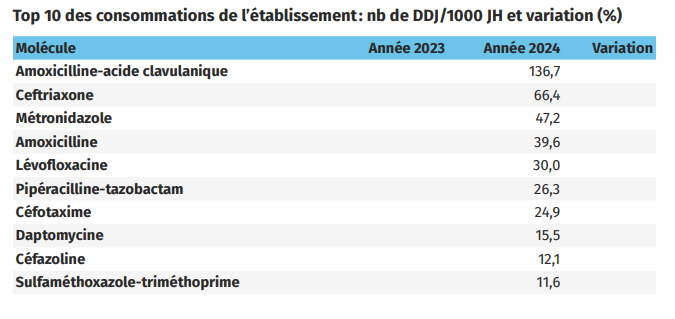 Top 10 des consommations de l'établissement : nb de DDJ/1000 JH et variation (%)
Molécule Année 2023 Année 2024 Variation
Amoxicilline-acide clavulanique 136,7
Ceftriaxone 66,4
Métronidazole 47,2
Amoxicilline 39,6
Lévofloxacine 30,0
Pipéracilline-tazobactam 26,3
Céfotaxime 24,9
Daptomycine 15,5
Céfazoline 12,1
Sulfaméthoxazole-triméthoprime 11,6